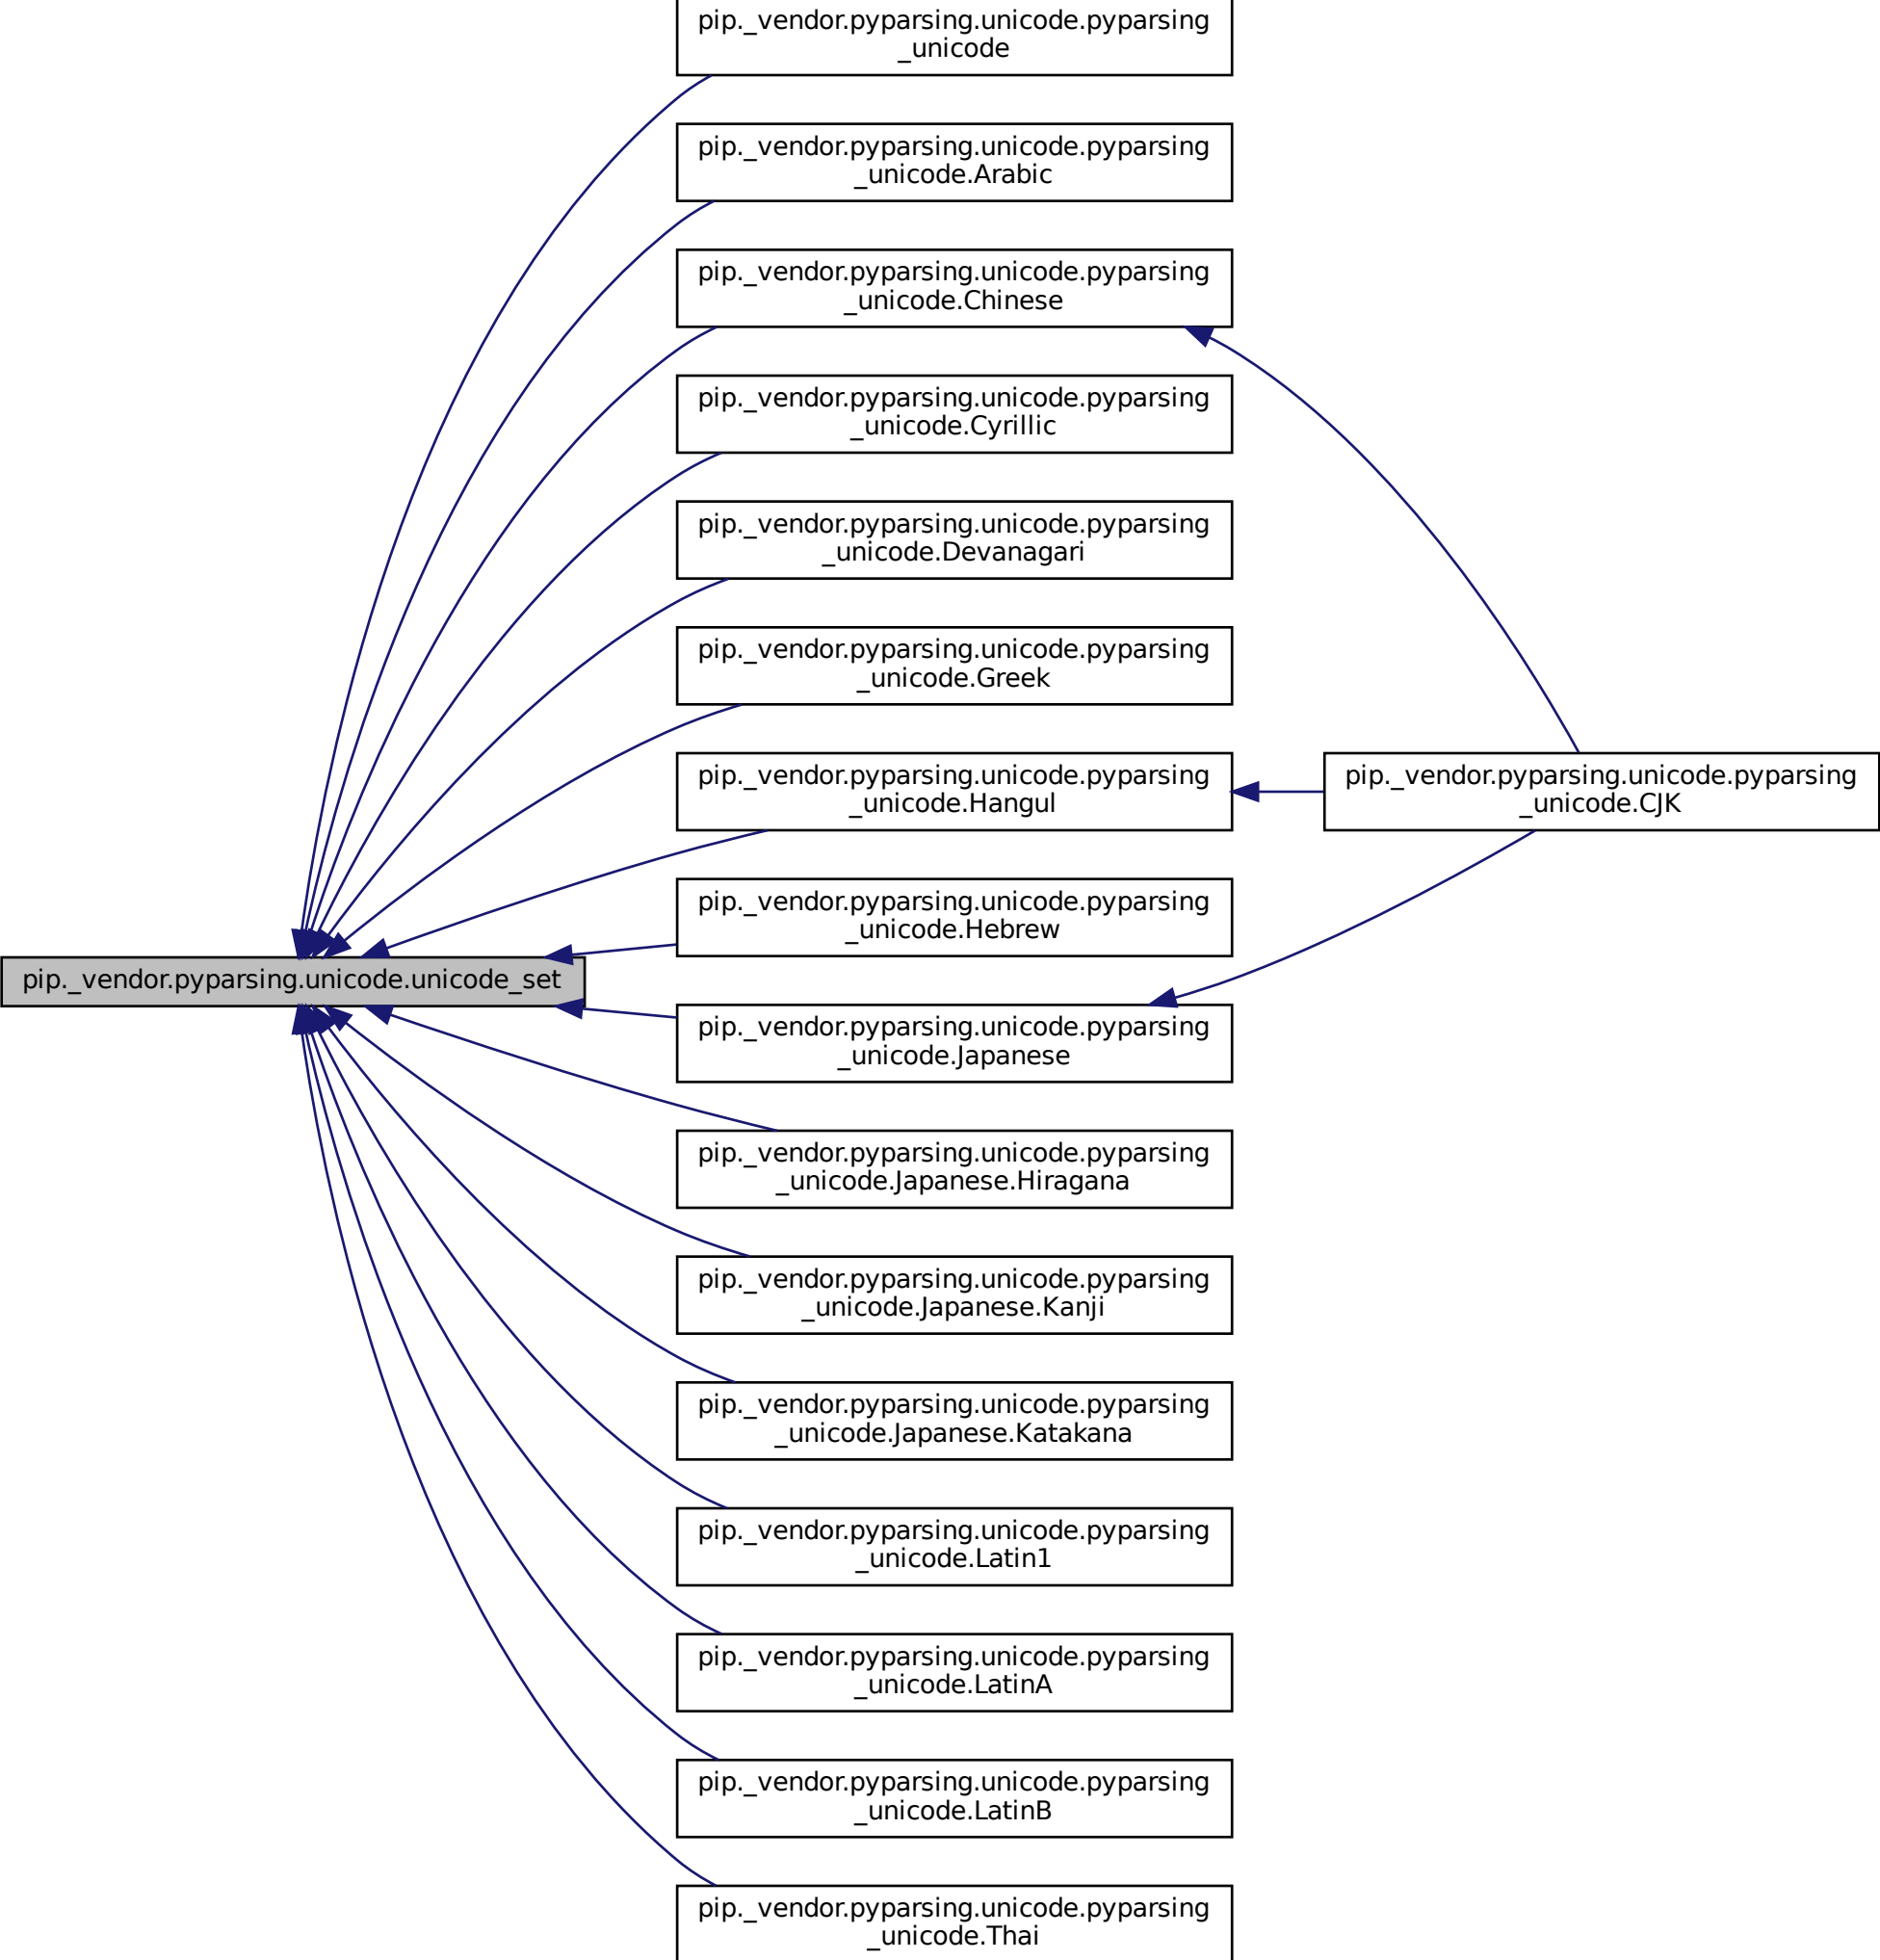 pip._vendor.pyparsing.unicode.pyparsing
_unicode
pip._vendor.pyparsing.unicode.pyparsing
_unicode.Arabic
pip._vendor.pyparsing.unicode.pyparsing
_unicode.Chinese
pip._vendor.pyparsing.unicode.pyparsing
_unicode.Cyrillic
pip._vendor.pyparsing.unicode.pyparsing
_unicode.Devanagari
pip._vendor.pyparsing.unicode.pyparsing
_unicode.Greek
pip._vendor.pyparsing.unicode.pyparsing
_unicode.Hangul
pip._vendor.pyparsing.unicode.pyparsing
_unicode.CJK
pip._vendor.pyparsing.unicode.pyparsing
_unicode.Hebrew
pip._vendor.pyparsing.unicode.unicode_set
pip._vendor.pyparsing.unicode.pyparsing
_unicode.Japanese
pip._vendor.pyparsing.unicode.pyparsing
_unicode.Japanese.Hiragana
pip._vendor.pyparsing.unicode.pyparsing
_unicode.Japanese.Kanji
pip._vendor.pyparsing.unicode.pyparsing
_unicode.Japanese.Katakana
pip._vendor.pyparsing.unicode.pyparsing
_unicode.Latin1
pip._vendor.pyparsing.unicode.pyparsing
_unicode.LatinA
pip._vendor.pyparsing.unicode.pyparsing
_unicode.LatinB
pip._vendor.pyparsing.unicode.pyparsing
_unicode.Thai